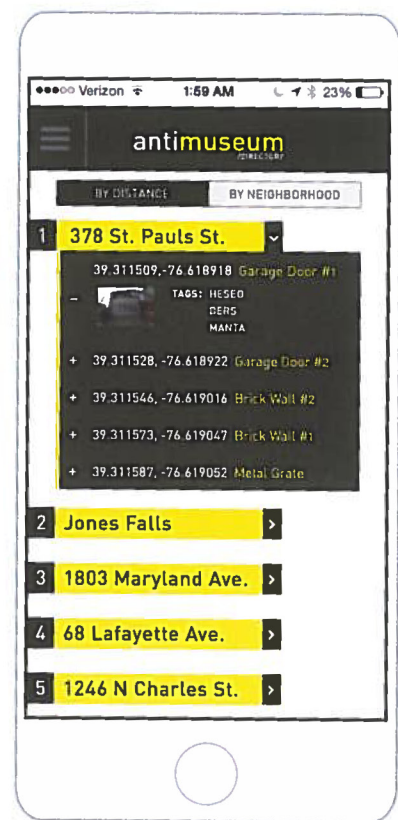 Verizon 1:59 AM 23%
antimuseum
/DIRECTORY
BY DISTANCE BY NEIGHBORHOOD
1 378 St. Pauls St.
39.311509,-76.618918 Garage Door #1
- TAGS: HESEO
DERS
MANTA
+ 39.311528, -76.618922 Garage Door #2
+ 39.311546, -76.619016 Brick Wall #2
+ 39.311573, -76.619047 Brick Wall #1
+ 39.311587, -76.619052 Metal Grate
2 Jones Falls >
3 1803 Maryland Ave. >
4 68 Lafayette Ave. >
5 1246 N Charles St. >